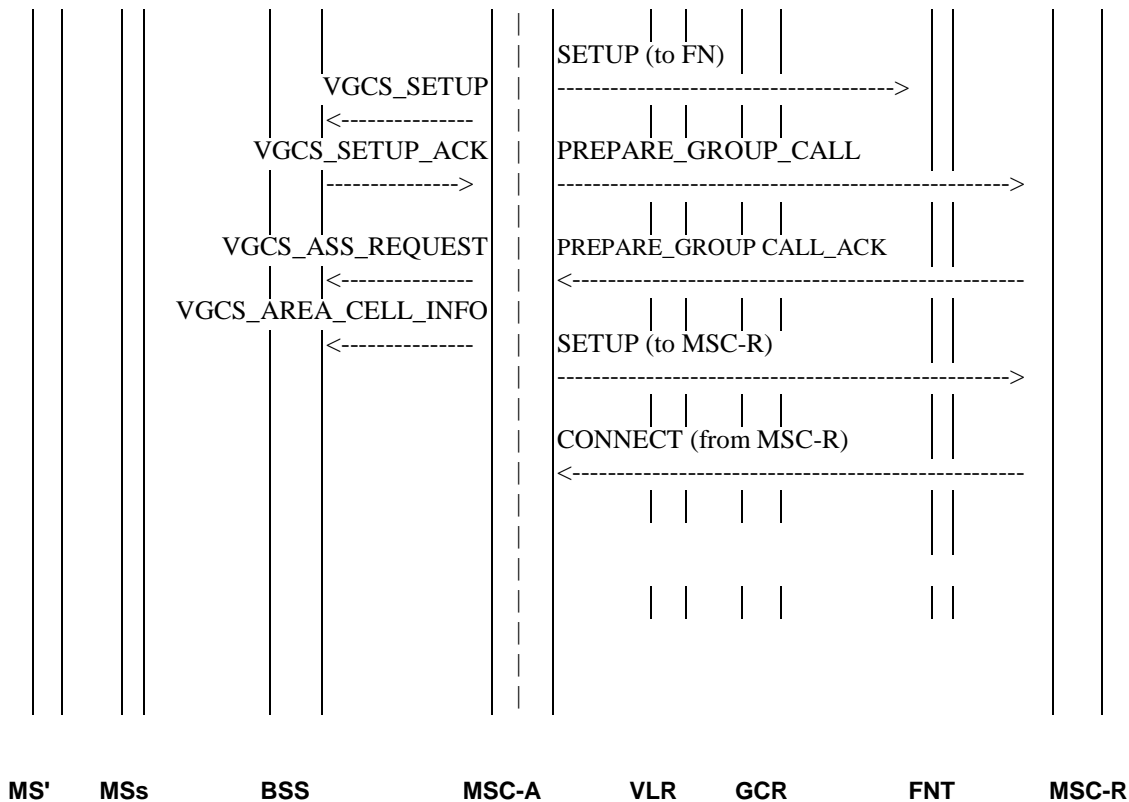 SETUP (to FN)
VGCS_SETUP
------------------------------------->
<---------------
VGCS_SETUP_ACK PREPARE_GROUP_CALL
---------------> -------------------------------------------------->
VGCS_ASS_REQUEST PREPARE_GROUP CALL_ACK
<--------------- <--------------------------------------------------
VGCS_AREA_CELL_INFO
<--------------- SETUP (to MSC-R)
-------------------------------------------------->
CONNECT (from MSC-R)
<--------------------------------------------------
MS' MSs BSS MSC-A VLR GCR FNT MSC-R